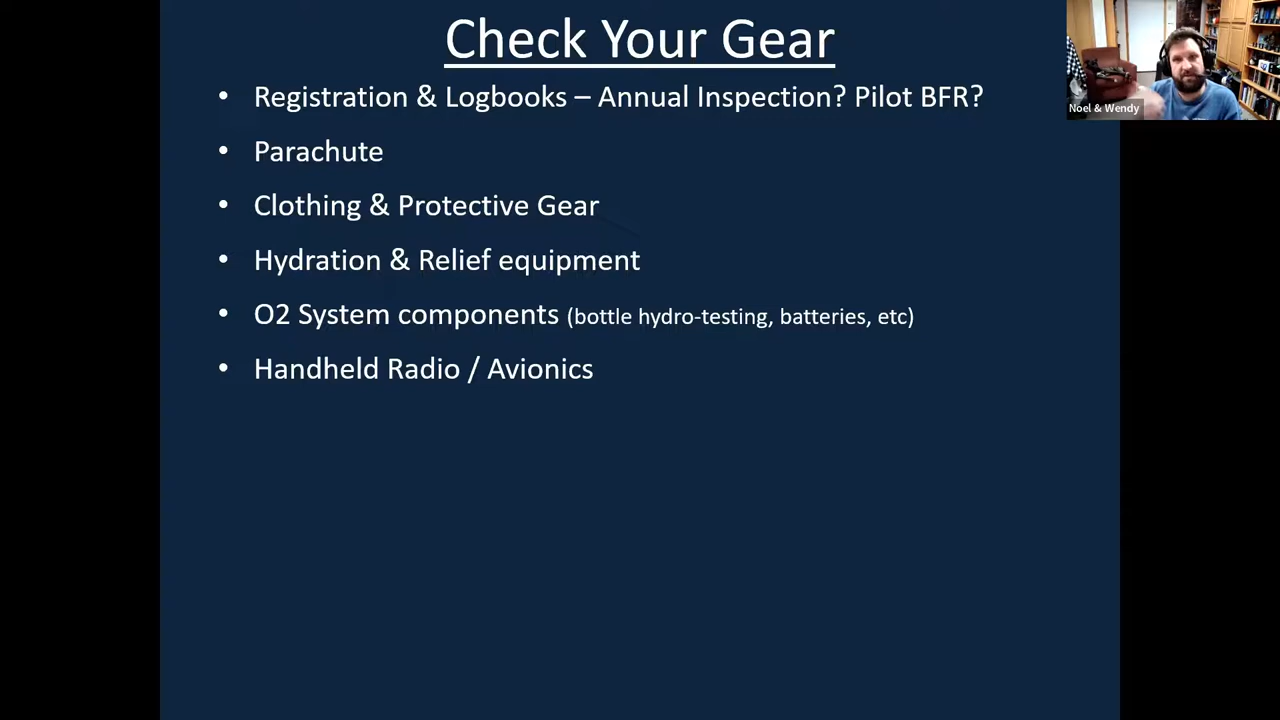 Check Your Gear
• Registration & Logbooks – Annual Inspection? Pilot BFR?
• Parachute
• Clothing & Protective Gear
• Hydration & Relief equipment
• O2 System components (bottle hydro-testing, batteries, etc)
• Handheld Radio / Avionics
Noel & Wendy